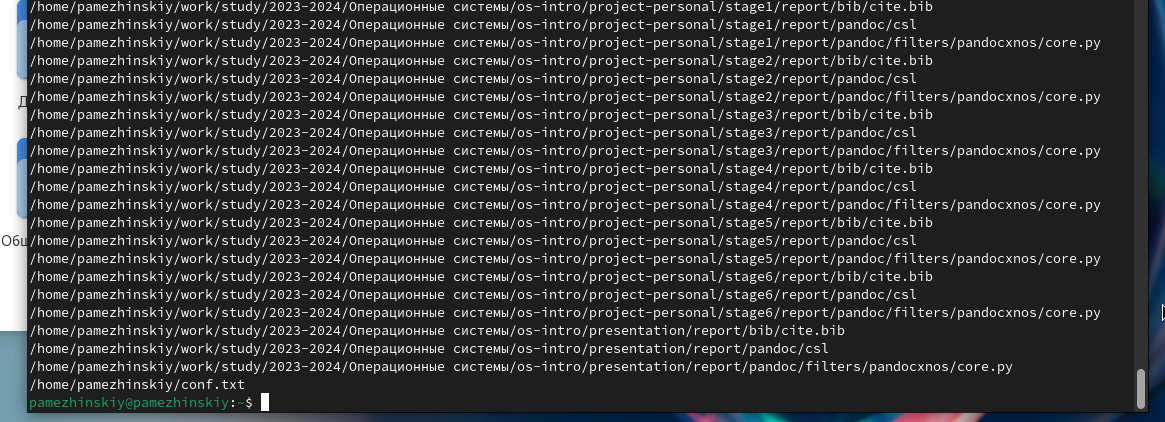 /home/pamezhinskiy/work/study/2023-2024/Операционные системы/os-intro/project-personal/stage1/report/bib/cite.bib
/home/pamezhinskiy/work/study/2023-2024/Операционные системы/os-intro/project-personal/stage1/report/pandoc/csl
/home/pamezhinskiy/work/study/2023-2024/Операционные системы/os-intro/project-personal/stage1/report/pandoc/filters/pandocxnos/core.py
/home/pamezhinskiy/work/study/2023-2024/Операционные системы/os-intro/project-personal/stage2/report/bib/cite.bib
/home/pamezhinskiy/work/study/2023-2024/Операционные системы/os-intro/project-personal/stage2/report/pandoc/csl
/home/pamezhinskiy/work/study/2023-2024/Операционные системы/os-intro/project-personal/stage2/report/pandoc/filters/pandocxnos/core.py
/home/pamezhinskiy/work/study/2023-2024/Операционные системы/os-intro/project-personal/stage3/report/bib/cite.bib
/home/pamezhinskiy/work/study/2023-2024/Операционные системы/os-intro/project-personal/stage3/report/pandoc/csl
/home/pamezhinskiy/work/study/2023-2024/Операционные системы/os-intro/project-personal/stage3/report/pandoc/filters/pandocxnos/core.py
/home/pamezhinskiy/work/study/2023-2024/Операционные системы/os-intro/project-personal/stage4/report/bib/cite.bib
/home/pamezhinskiy/work/study/2023-2024/Операционные системы/os-intro/project-personal/stage4/report/pandoc/csl
/home/pamezhinskiy/work/study/2023-2024/Операционные системы/os-intro/project-personal/stage4/report/pandoc/filters/pandocxnos/core.py
/home/pamezhinskiy/work/study/2023-2024/Операционные системы/os-intro/project-personal/stage5/report/bib/cite.bib
/home/pamezhinskiy/work/study/2023-2024/Операционные системы/os-intro/project-personal/stage5/report/pandoc/csl
/home/pamezhinskiy/work/study/2023-2024/Операционные системы/os-intro/project-personal/stage5/report/pandoc/filters/pandocxnos/core.py
/home/pamezhinskiy/work/study/2023-2024/Операционные системы/os-intro/project-personal/stage6/report/bib/cite.bib
/home/pamezhinskiy/work/study/2023-2024/Операционные системы/os-intro/project-personal/stage6/report/pandoc/csl
/home/pamezhinskiy/work/study/2023-2024/Операционные системы/os-intro/project-personal/stage6/report/pandoc/filters/pandocxnos/core.py
/home/pamezhinskiy/work/study/2023-2024/Операционные системы/os-intro/presentation/report/bib/cite.bib
/home/pamezhinskiy/work/study/2023-2024/Операционные системы/os-intro/presentation/report/pandoc/csl
/home/pamezhinskiy/work/study/2023-2024/Операционные системы/os-intro/presentation/report/pandoc/filters/pandocxnos/core.py
/home/pamezhinskiy/conf.txt
pamezhinskiy@pamezhinskiy:~$